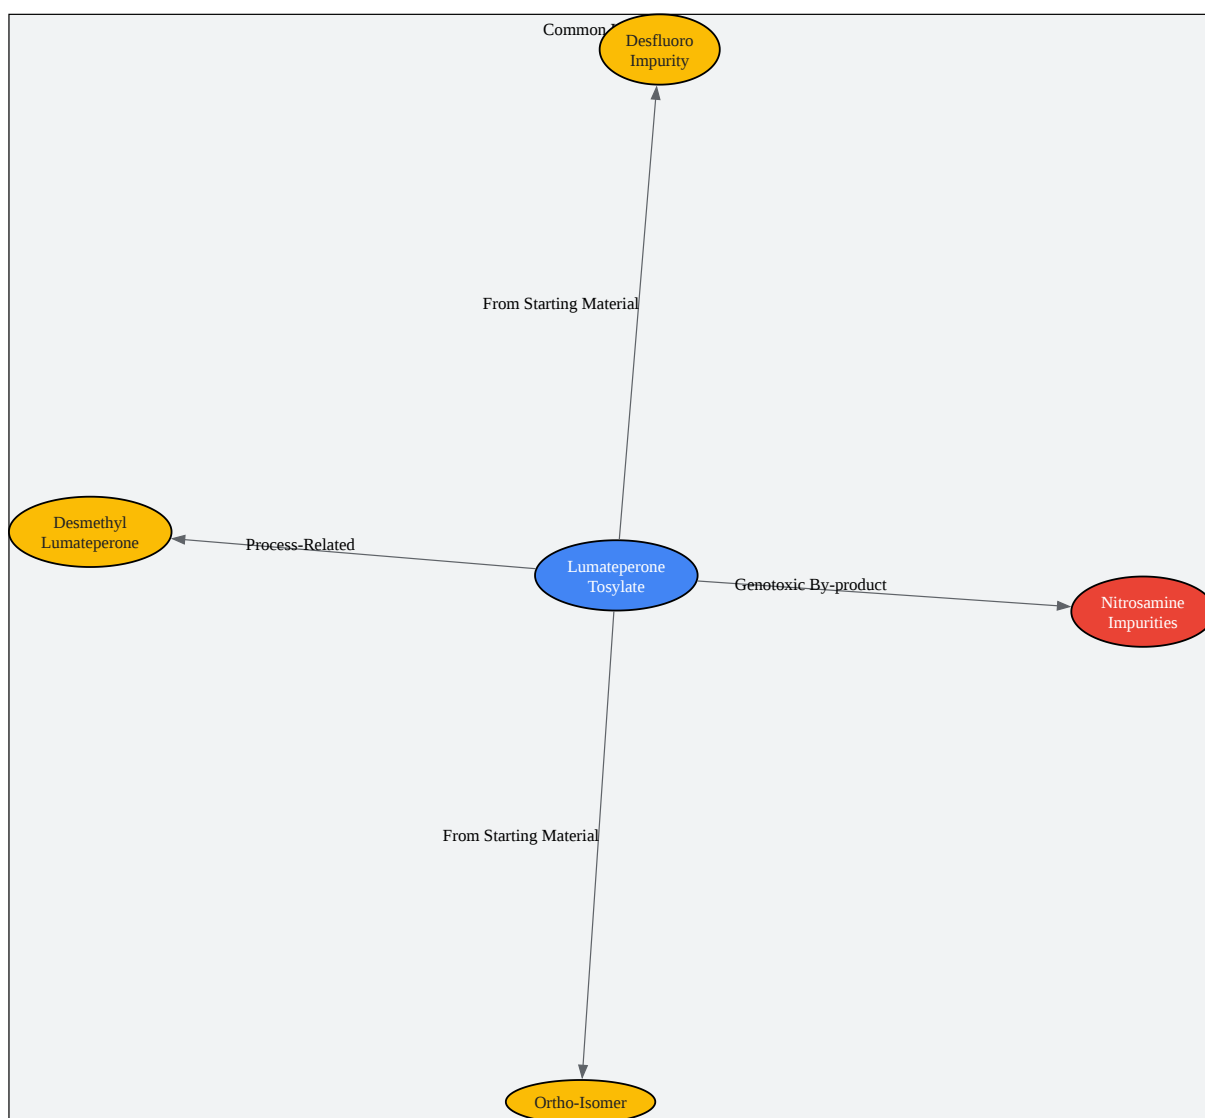 Common
Desfluoro
Impurity
From Starting Material
Desmethyl
Lumateperone
Process-Related
Lumateperone
Tosylate
Genotoxic By-product
Nitrosamine
Impurities
From Starting Material
Ortho-Isomer